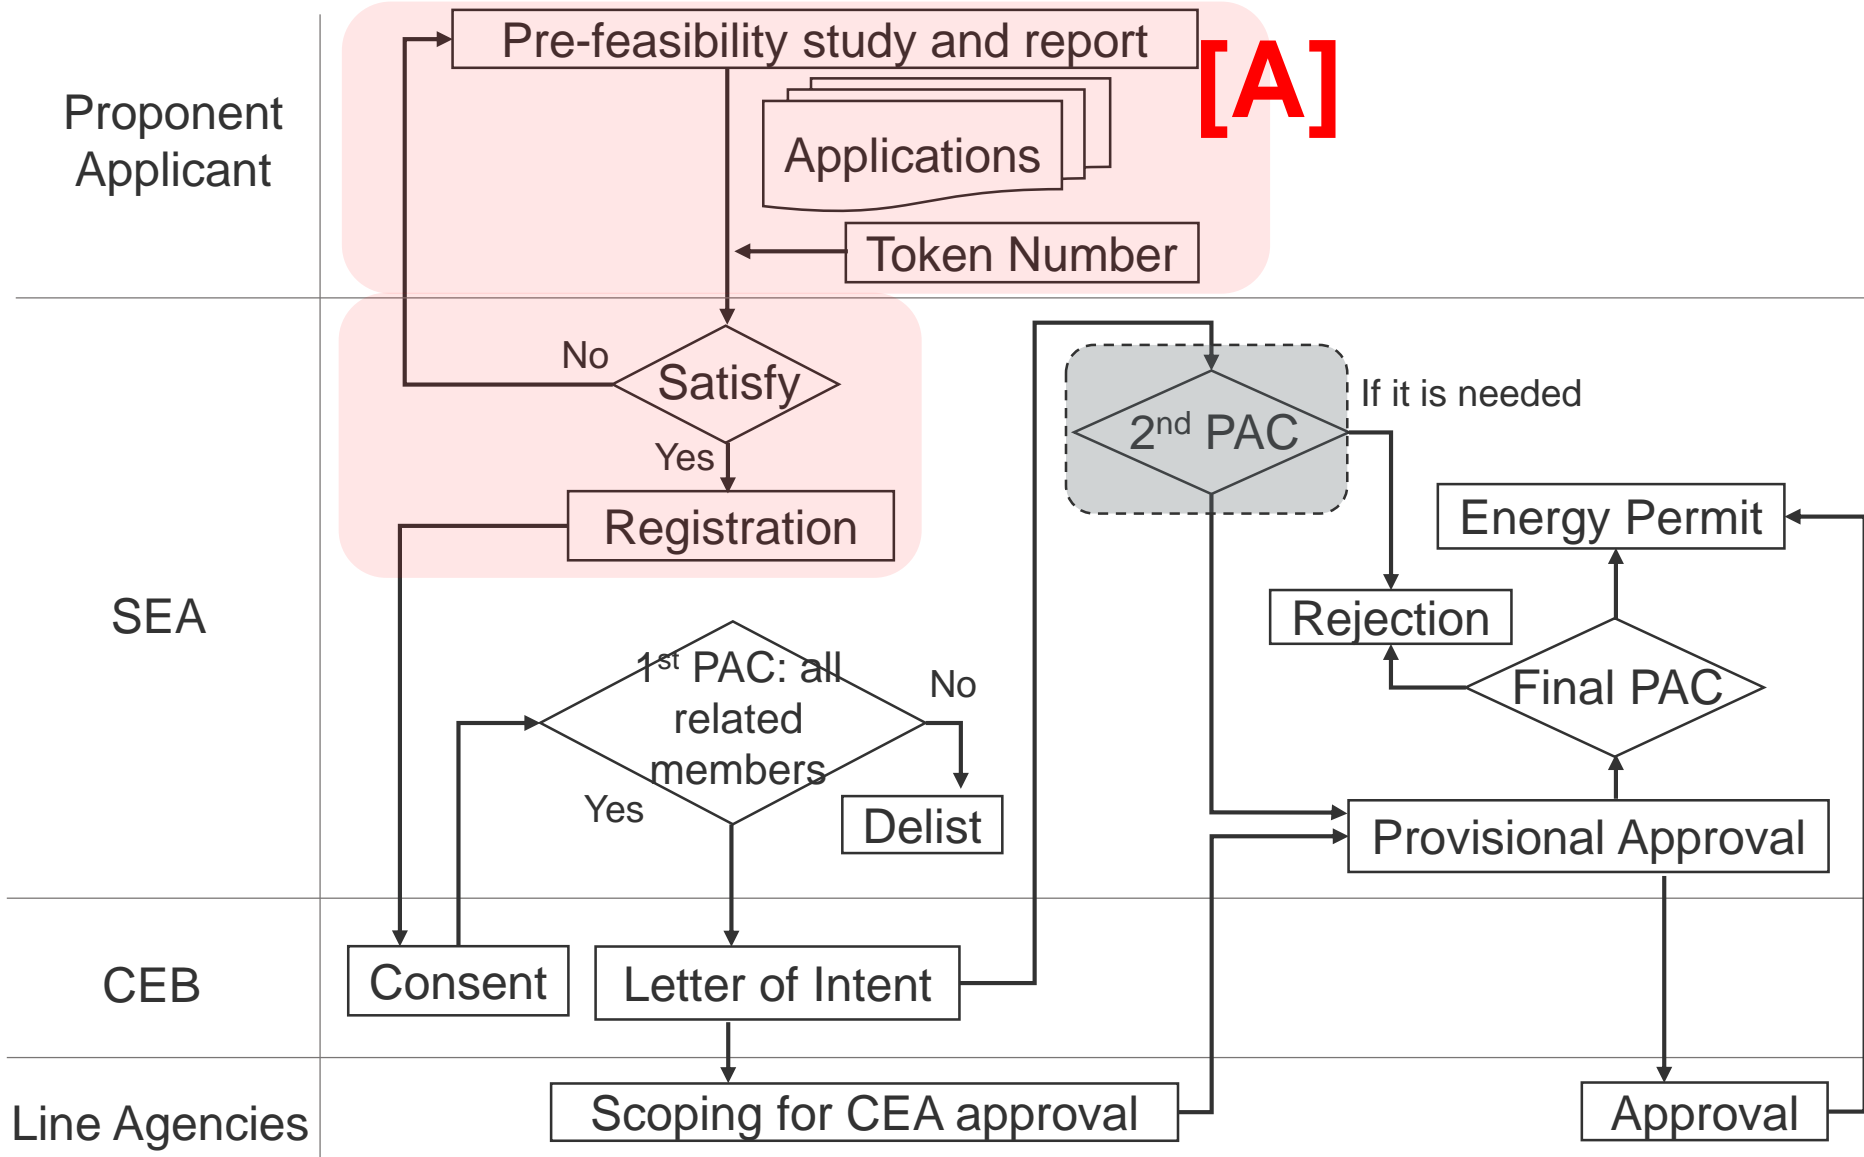 Pre-feasibility study and report
[A]
Proponent
Applicant
Applications
Token Number
No
Satisfy
Yes
Registration
2nd PAC
If it is needed
Energy Permit
Rejection
SEA
1st PAC: all
related
members
No
Yes
Delist
Final PAC
Provisional Approval
CEB
Consent
Letter of Intent
Line Agencies
Scoping for CEA approval
Approval